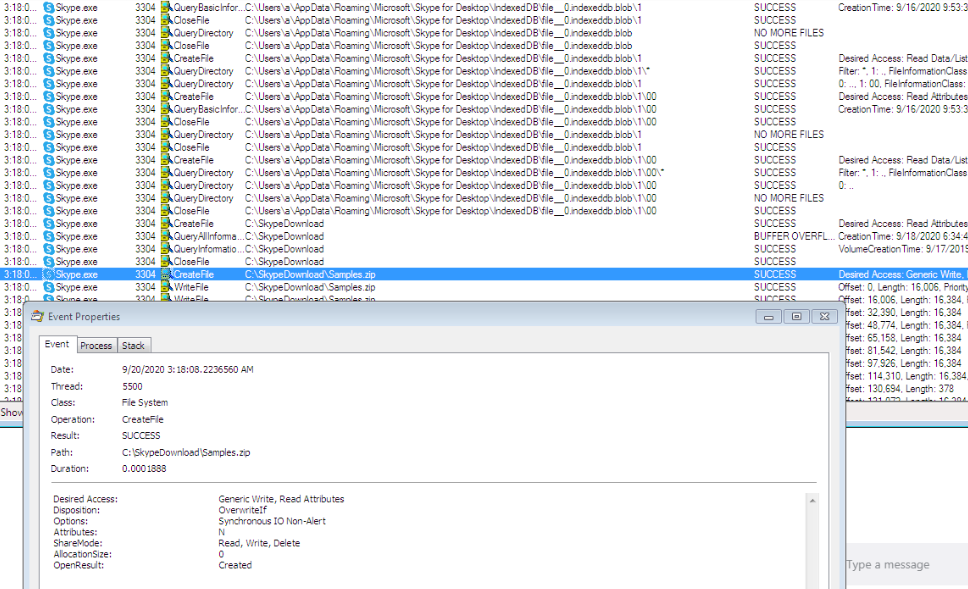 3:18:0... Skype.exe 3304 QueryBasicInfor...C:\Users\a\AppData\Roaming\Microsoft\Skype for Desktop\IndexedDB\file__0.indexeddb.blob\1 SUCCESS CreationTime: 9/16/2020 9:53:3
3:18:0... Skype.exe 3304 CloseFile C:\Users\a\AppData\Roaming\Microsoft\Skype for Desktop\IndexedDB\file__0.indexeddb.blob\1 SUCCESS
3:18:0... Skype.exe 3304 QueryDirectory C:\Users\a\AppData\Roaming\Microsoft\Skype for Desktop\IndexedDB\file__0.indexeddb.blob NO MORE FILES
3:18:0... Skype.exe 3304 CloseFile C:\Users\a\AppData\Roaming\Microsoft\Skype for Desktop\IndexedDB\file__0.indexeddb.blob SUCCESS
3:18:0... Skype.exe 3304 CreateFile C:\Users\a\AppData\Roaming\Microsoft\Skype for Desktop\IndexedDB\file__0.indexeddb.blob\1 SUCCESS Desired Access: Read Data/List
3:18:0... Skype.exe 3304 QueryDirectory C:\Users\a\AppData\Roaming\Microsoft\Skype for Desktop\IndexedDB\file__0.indexeddb.blob\1\* SUCCESS Filter: *, 1: ., FileInformationClass
3:18:0... Skype.exe 3304 QueryDirectory C:\Users\a\AppData\Roaming\Microsoft\Skype for Desktop\IndexedDB\file__0.indexeddb.blob\1 SUCCESS 0: .., 1: 00, FileInformationClass:
3:18:0... Skype.exe 3304 CreateFile C:\Users\a\AppData\Roaming\Microsoft\Skype for Desktop\IndexedDB\file__0.indexeddb.blob\1\00 SUCCESS Desired Access: Read Attributes
3:18:0... Skype.exe 3304 QueryBasicInfor...C:\Users\a\AppData\Roaming\Microsoft\Skype for Desktop\IndexedDB\file__0.indexeddb.blob\1\00 SUCCESS CreationTime: 9/16/2020 9:53:3
3:18:0... Skype.exe 3304 CloseFile C:\Users\a\AppData\Roaming\Microsoft\Skype for Desktop\IndexedDB\file__0.indexeddb.blob\1\00 SUCCESS
3:18:0... Skype.exe 3304 QueryDirectory C:\Users\a\AppData\Roaming\Microsoft\Skype for Desktop\IndexedDB\file__0.indexeddb.blob\1 NO MORE FILES
3:18:0... Skype.exe 3304 CloseFile C:\Users\a\AppData\Roaming\Microsoft\Skype for Desktop\IndexedDB\file__0.indexeddb.blob\1 SUCCESS
3:18:0... Skype.exe 3304 CreateFile C:\Users\a\AppData\Roaming\Microsoft\Skype for Desktop\IndexedDB\file__0.indexeddb.blob\1\00 SUCCESS Desired Access: Read Data/List
3:18:0... Skype.exe 3304 QueryDirectory C:\Users\a\AppData\Roaming\Microsoft\Skype for Desktop\IndexedDB\file__0.indexeddb.blob\1\00\* SUCCESS Filter: *, 1: ., FileInformationClass
3:18:0... Skype.exe 3304 QueryDirectory C:\Users\a\AppData\Roaming\Microsoft\Skype for Desktop\IndexedDB\file__0.indexeddb.blob\1\00 SUCCESS 0: ..
3:18:0... Skype.exe 3304 QueryDirectory C:\Users\a\AppData\Roaming\Microsoft\Skype for Desktop\IndexedDB\file__0.indexeddb.blob\1\00 NO MORE FILES
3:18:0... Skype.exe 3304 CloseFile C:\Users\a\AppData\Roaming\Microsoft\Skype for Desktop\IndexedDB\file__0.indexeddb.blob\1\00 SUCCESS
3:18:0... Skype.exe 3304 CreateFile C:\SkypeDownload SUCCESS Desired Access: Read Attributes
3:18:0... Skype.exe 3304 QueryAllInforma...C:\SkypeDownload BUFFER OVERFL... CreationTime: 9/18/2020 6:34:4
3:18:0... Skype.exe 3304 QueryInformatio...C:\SkypeDownload SUCCESS VolumeCreationTime: 9/17/2019
3:18:0... Skype.exe 3304 CloseFile C:\SkypeDownload SUCCESS
3:18:0... Skype.exe 3304 CreateFile C:\SkypeDownload\Samples.zip SUCCESS Desired Access: Generic Write,
3:18:0... Skype.exe 3304 WriteFile C:\SkypeDownload\Samples.zip SUCCESS Offset: 0, Length: 16,006, Priority
3:18:0... Skype.exe 3304 WriteFile C:\SkypeDownload\Samples.zip SUCCESS Offset: 16,006, Length: 16,384,
3:18 ffset: 32,390, Length: 16,384
3:18 ffset: 48,774, Length: 16,384
3:18 ffset: 65,158, Length: 16,384
3:18 ffset: 81,542, Length: 16,384
3:18 ffset: 97,926, Length: 16,384
3:18 ffset: 114,310, Length: 16,384,
3:18 ffset: 130,694, Length: 378
3:18 ffset: 131,072, Length: 16,384
Show
Event Properties
Event Process Stack
Date: 9/20/2020 3:18:08.2236560 AM
Thread: 5500
Class: File System
Operation: CreateFile
Result: SUCCESS
Path: C:\SkypeDownload\Samples.zip
Duration: 0.0001888
Desired Access: Generic Write, Read Attributes
Disposition: OverwriteIf
Options: Synchronous IO Non-Alert
Attributes: N
ShareMode: Read, Write, Delete
AllocationSize: 0
OpenResult: Created
Type a message